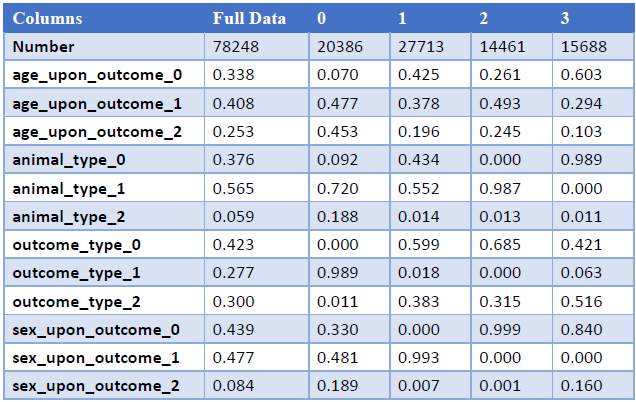 Columns Full Data 0 1 2 3
Number 78248 20386 27713 14461 15688
age_upon_outcome_0 0.338 0.070 0.425 0.261 0.603
age_upon_outcome_1 0.408 0.477 0.378 0.493 0.294
age_upon_outcome_2 0.253 0.453 0.196 0.245 0.103
animal_type_0 0.376 0.092 0.434 0.000 0.989
animal_type_1 0.565 0.720 0.552 0.987 0.000
animal_type_2 0.059 0.188 0.014 0.013 0.011
outcome_type_0 0.423 0.000 0.599 0.685 0.421
outcome_type_1 0.277 0.989 0.018 0.000 0.063
outcome_type_2 0.300 0.011 0.383 0.315 0.516
sex_upon_outcome_0 0.439 0.330 0.000 0.999 0.840
sex_upon_outcome_1 0.477 0.481 0.993 0.000 0.000
sex_upon_outcome_2 0.084 0.189 0.007 0.001 0.160